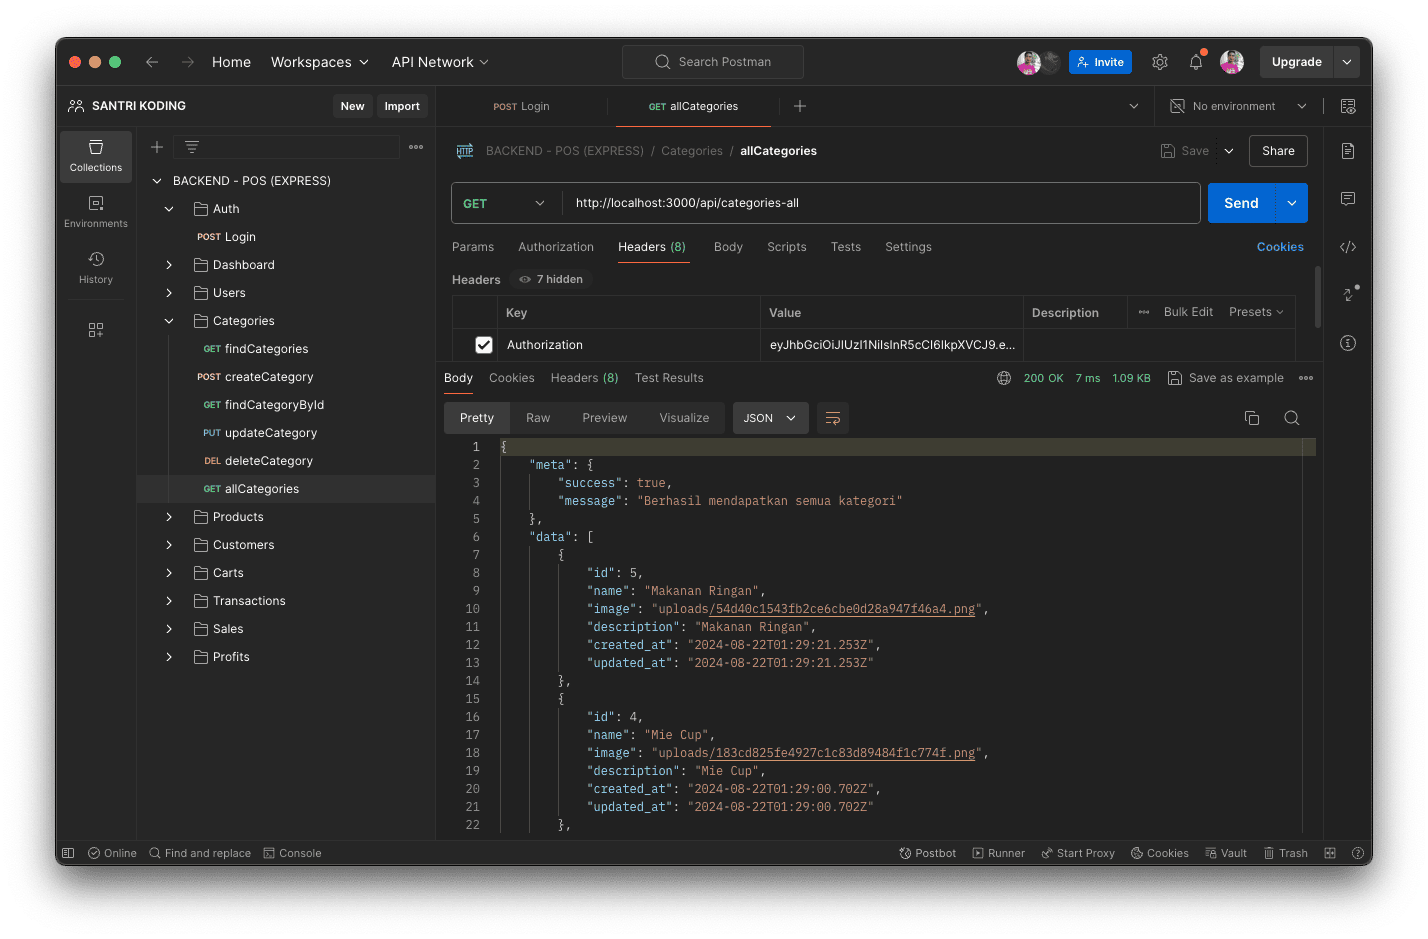 Home Workspaces API Network Search Postman Invite Upgrade
SANTRI KODING New Import
POST Login GET allCategories No environment
Collections
Environments
History
BACKEND - POS (EXPRESS)
Auth
POST Login
Dashboard
Users
Categories
GET findCategories
POST createCategory
GET findCategoryById
PUT updateCategory
DEL deleteCategory
GET allCategories
Products
Customers
Carts
Transactions
Sales
Profits
HTTP BACKEND - POS (EXPRESS) / Categories / allCategories Save Share
GET http://localhost:3000/api/categories-all Send
Params Authorization Headers (8) Body Scripts Tests Settings Cookies
Headers 7 hidden
Key Value Description Bulk Edit Presets
Authorization eyJhbGciOiJIUzI1NiIsInR5cCI6IkpXVCJ9.e...
Body Cookies Headers (8) Test Results 200 OK 7 ms 1.09 KB Save as example
Pretty Raw Preview Visualize JSON
1 {
2 "meta": {
3 "success": true,
4 "message": "Berhasil mendapatkan semua kategori"
5 },
6 "data": [
7 {
8 "id": 5,
9 "name": "Makanan Ringan",
10 "image": "uploads/54d40c1543fb2ce6cbe0d28a947f46a4.png",
11 "description": "Makanan Ringan",
12 "created_at": "2024-08-22T01:29:21.253Z",
13 "updated_at": "2024-08-22T01:29:21.253Z"
14 },
15 {
16 "id": 4,
17 "name": "Mie Cup",
18 "image": "uploads/183cd825fe4927c1c83d89484f1c774f.png",
19 "description": "Mie Cup",
20 "created_at": "2024-08-22T01:29:00.702Z",
21 "updated_at": "2024-08-22T01:29:00.702Z"
22 },
Online Find and replace Console Postbot Runner Start Proxy Cookies Vault Trash